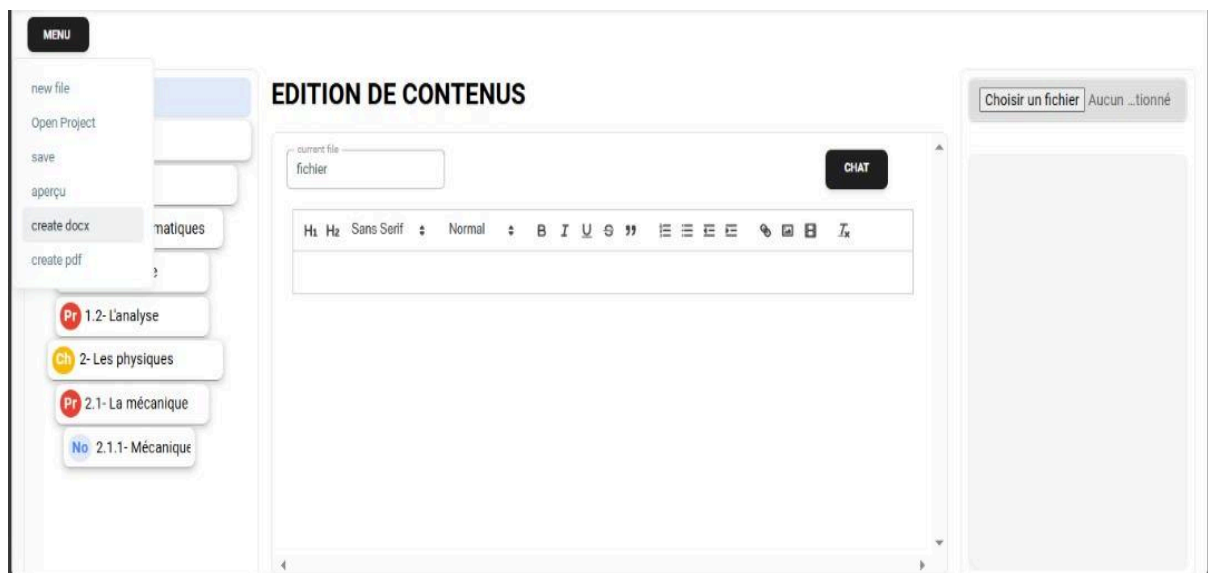 MENU
new file
Open Project
save
aperçu
create docx
create pdf
matiques
Pr 1.2- L'analyse
Ch 2- Les physiques
Pr 2.1- La mécanique
No 2.1.1- Mécanique
EDITION DE CONTENUS
current file
fichier
CHAT
H1 H2 Sans Serif Normal B I U S ” Tx
Choisir un fichier Aucun ...tionné